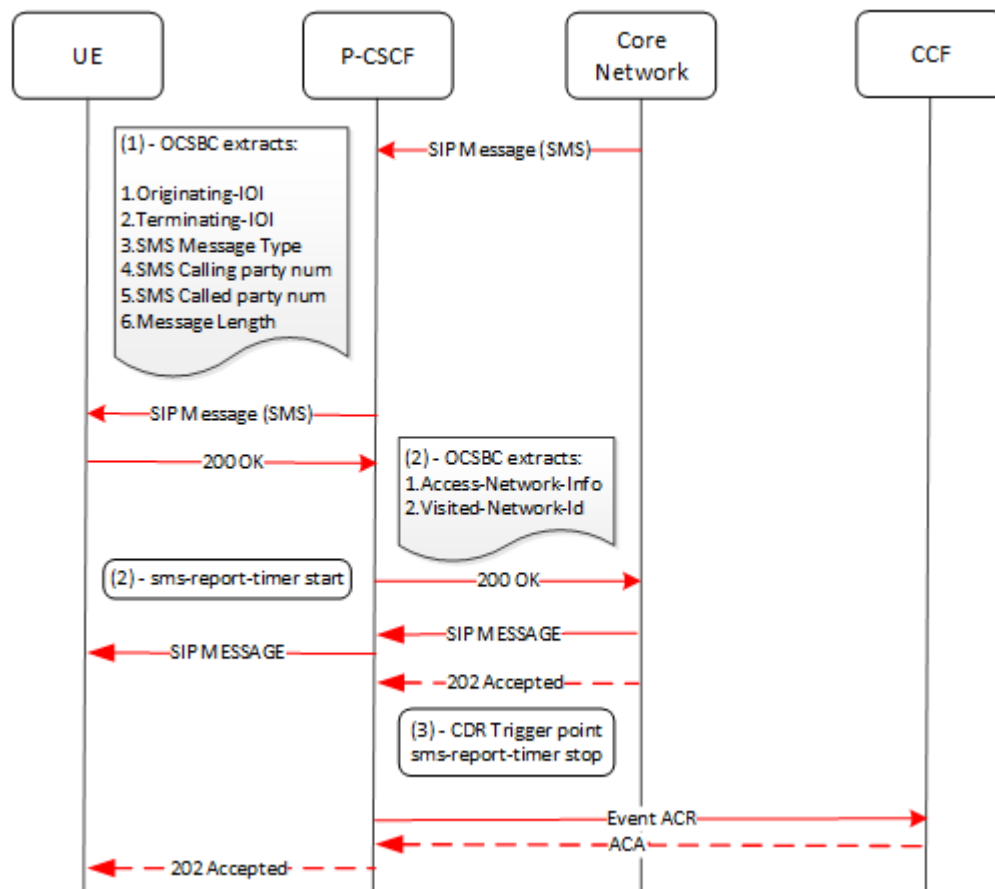 UE
P-CSCF
Core
Network
CCF
SIP Message (SMS)
(1) - OCSBC extracts:
1.Originating-IOI
2.Terminating-IOI
3.SMS Message Type
4.SMS Calling party num
5.SMS Called party num
6.Message Length
SIP Message (SMS)
200 OK
(2) - OCSBC extracts:
1.Access-Network-Info
2.Visited-Network-Id
(2) - sms-report-timer start
200 OK
SIP MESSAGE
SIP MESSAGE
202 Accepted
(3) - CDR Trigger point
sms-report-timer stop
Event ACR
ACA
202 Accepted